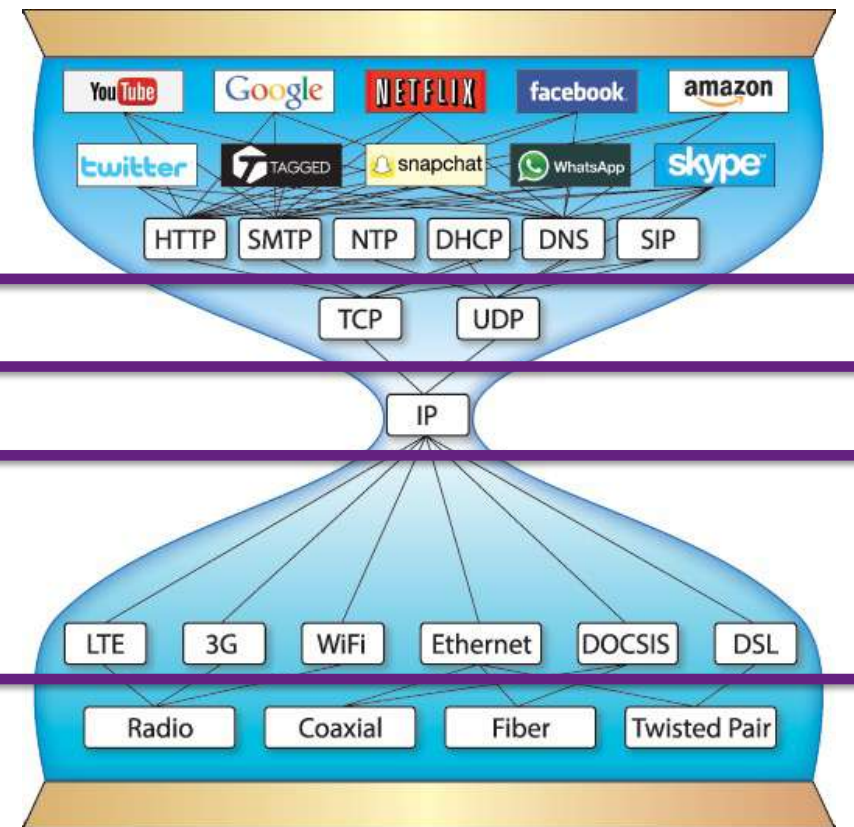 YouTube Google NETFLIX facebook amazon
twitter TAGGED snapchat WhatsApp skype
HTTP SMTP NTP DHCP DNS SIP
TCP UDP
IP
LTE 3G WiFi Ethernet DOCSIS DSL
Radio Coaxial Fiber Twisted Pair